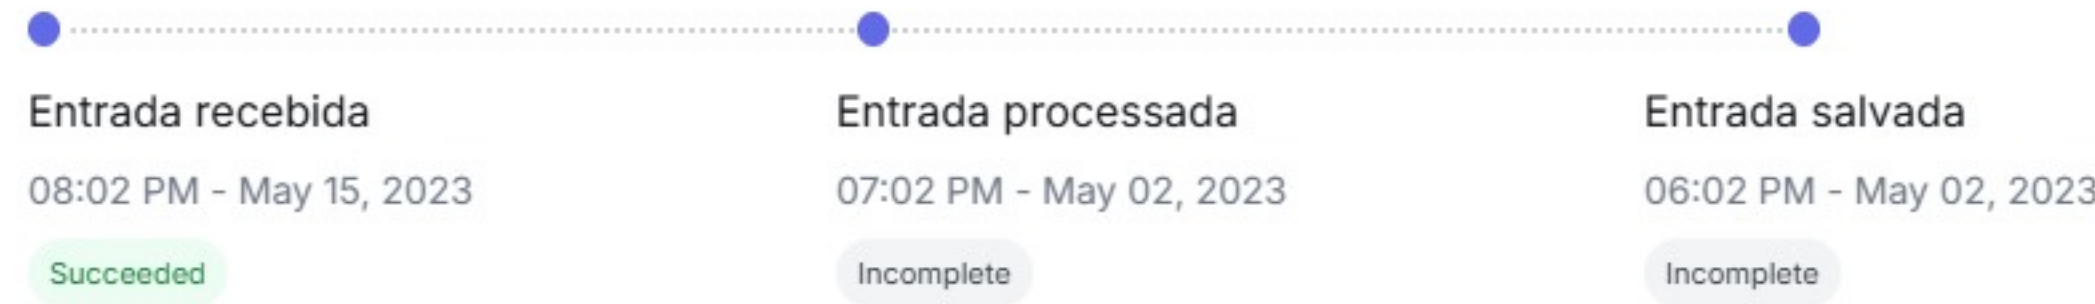 Entrada recebida
08:02 PM - May 15, 2023
Succeeded
Entrada processada
07:02 PM - May 02, 2023
Incomplete
Entrada salvada
06:02 PM - May 02, 2023
Incomplete